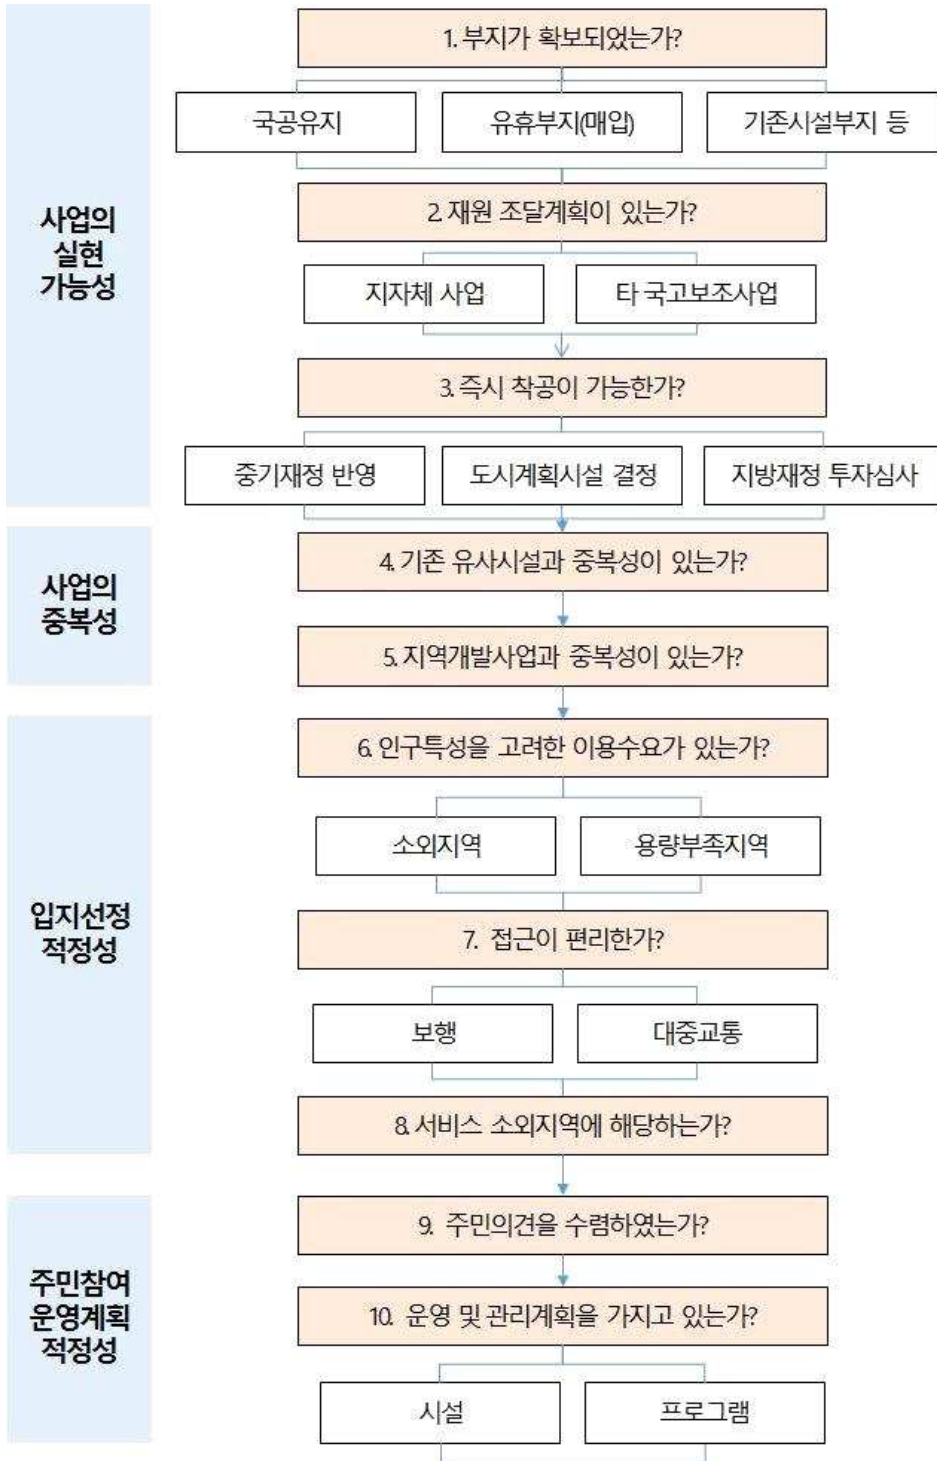 1. 부지가 확보되었는가?
국공유지
유휴부지(매입)
기존시설부지 등
사업의
실현
가능성
2. 재원 조달계획이 있는가?
지자체 사업
타 국고보조사업
3. 즉시 착공이 가능한가?
중기재정 반영
도시계획시설 결정
지방재정 투자심사
사업의
중복성
4. 기존 유사시설과 중복성이 있는가?
5. 지역개발사업과 중복성이 있는가?
입지선정
적정성
6. 인구특성을 고려한 이용수요가 있는가?
소외지역
용량부족지역
7. 접근이 편리한가?
보행
대중교통
8. 서비스 소외지역에 해당하는가?
주민참여
운영계획
적정성
9. 주민의견을 수렴하였는가?
10. 운영 및 관리계획을 가지고 있는가?
시설
프로그램